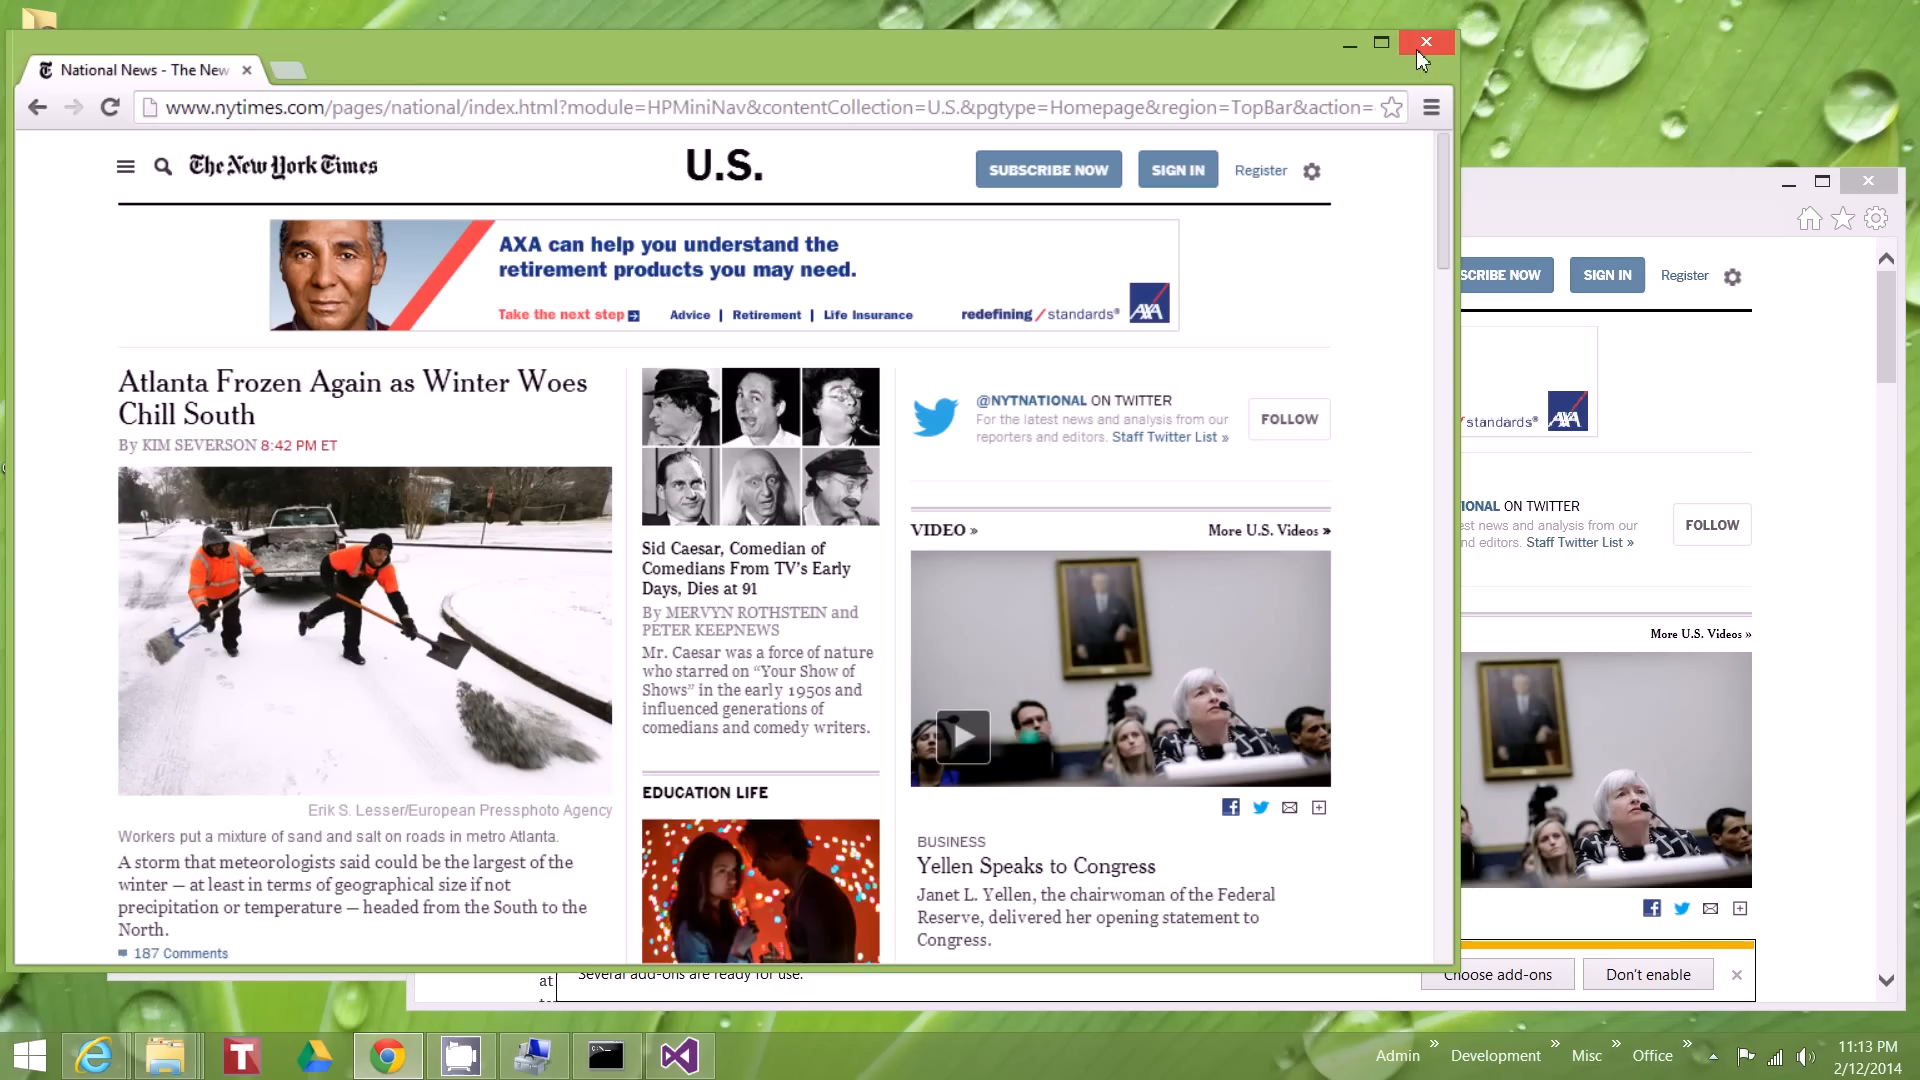 National News - The New
www.nytimes.com/pages/national/index.html?module=HPMiniNav&contentCollection=U.S.&pgtype=Homepage&region=TopBar&action=
The New York Times
U.S.
SUBSCRIBE NOW
SIGN IN
Register
AXA can help you understand the
retirement products you may need.
Take the next step
Advice | Retirement | Life Insurance
redefining / standards®
AXA
Atlanta Frozen Again as Winter Woes
Chill South
By KIM SEVERSON 8:42 PM ET
Erik S. Lesser/European Pressphoto Agency
Workers put a mixture of sand and salt on roads in metro Atlanta.
A storm that meteorologists said could be the largest of the
winter — at least in terms of geographical size if not
precipitation or temperature — headed from the South to the
North.
187 Comments
Sid Caesar, Comedian of
Comedians From TV's Early
Days, Dies at 91
By MERVYN ROTHSTEIN and
PETER KEEPNEWS
Mr. Caesar was a force of nature
who starred on “Your Show of
Shows” in the early 1950s and
influenced generations of
comedians and comedy writers.
EDUCATION LIFE
@NYTNATIONAL ON TWITTER
For the latest news and analysis from our
reporters and editors. Staff Twitter List »
FOLLOW
VIDEO »
More U.S. Videos »
BUSINESS
Yellen Speaks to Congress
Janet L. Yellen, the chairwoman of the Federal
Reserve, delivered her opening statement to
Congress.
SCRIBE NOW
SIGN IN
Register
/standards®
AXA
IONAL ON TWITTER
est news and analysis from our
nd editors. Staff Twitter List »
FOLLOW
More U.S. Videos »
at
Several add-ons are ready for use.
Choose add-ons
Don't enable
Admin »
Development »
Misc »
Office »
11:13 PM
2/12/2014